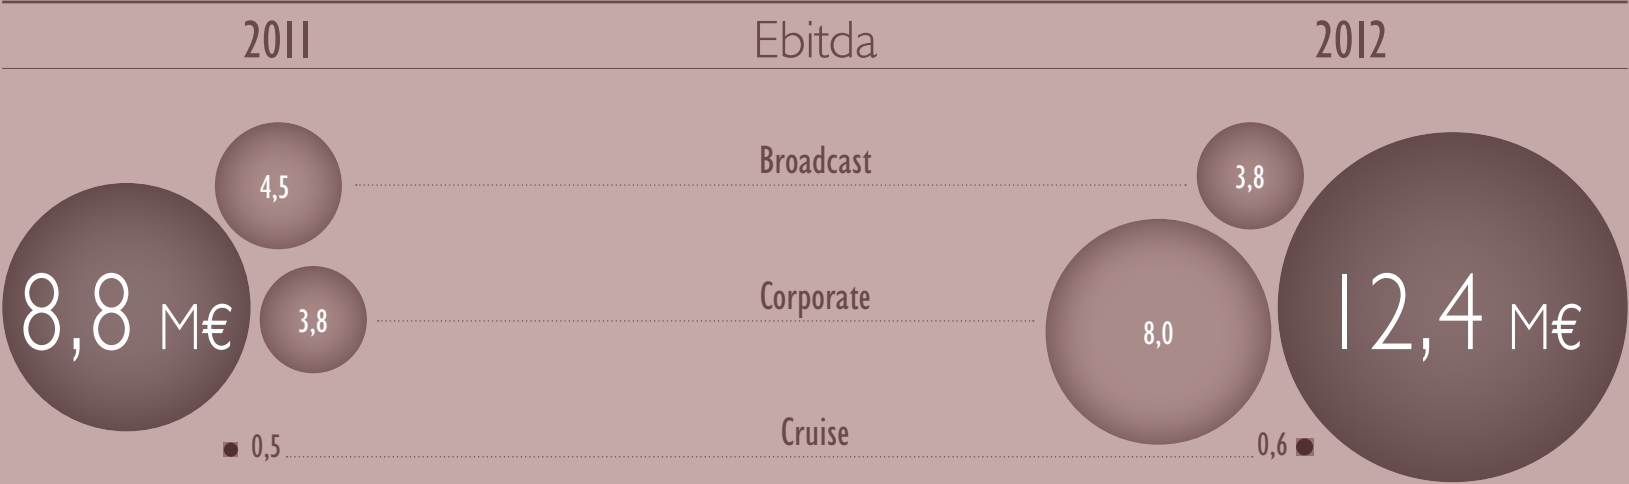 2011 Ebitda 2012
Broadcast
4,5 3,8
Corporate
8,8 M€ 3,8 8,0 12,4 M€
Cruise
0,5 0,6